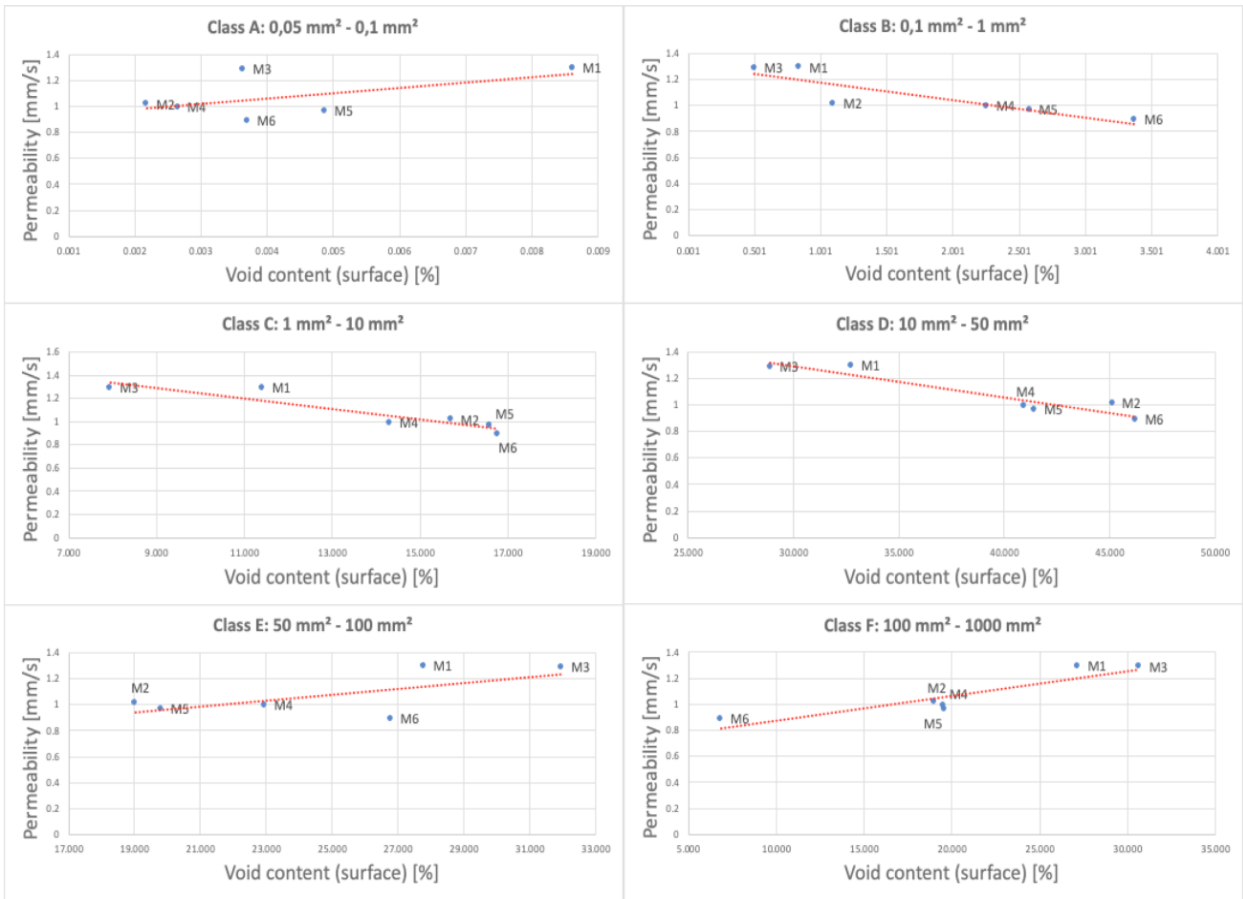 Class A: 0,05 mm² - 0,1 mm²
Permeability [mm/s]
1.4
1.2
1
0.8
0.6
0.4
0.2
0
M3
M1
M2
M4
M5
M6
0.001 0.002 0.003 0.004 0.005 0.006 0.007 0.008 0.009
Void content (surface) [%]
Class B: 0,1 mm² - 1 mm²
Permeability [mm/s]
1.4
1.2
1
0.8
0.6
0.4
0.2
0
M3
M1
M2
M4
M5
M6
0.001 0.501 1.001 1.501 2.001 2.501 3.001 3.501 4.001
Void content (surface) [%]
Class C: 1 mm² - 10 mm²
Permeability [mm/s]
1.6
1.4
1.2
1
0.8
0.6
0.4
0.2
0
M3
M1
M4
M2
M5
M6
7.000 9.000 11.000 13.000 15.000 17.000 19.000
Void content (surface) [%]
Class D: 10 mm² - 50 mm²
Permeability [mm/s]
1.4
1.2
1
0.8
0.6
0.4
0.2
0
M3
M1
M4
M5
M2
M6
25.000 30.000 35.000 40.000 45.000 50.000
Void content (surface) [%]
Class E: 50 mm² - 100 mm²
Permeability [mm/s]
1.4
1.2
1
0.8
0.6
0.4
0.2
0
M2
M5
M4
M1
M6
M3
17.000 19.000 21.000 23.000 25.000 27.000 29.000 31.000 33.000
Void content (surface) [%]
Class F: 100 mm² - 1000 mm²
Permeability [mm/s]
1.4
1.2
1
0.8
0.6
0.4
0.2
0
M6
M2
M4
M5
M1
M3
5.000 10.000 15.000 20.000 25.000 30.000 35.000
Void content (surface) [%]